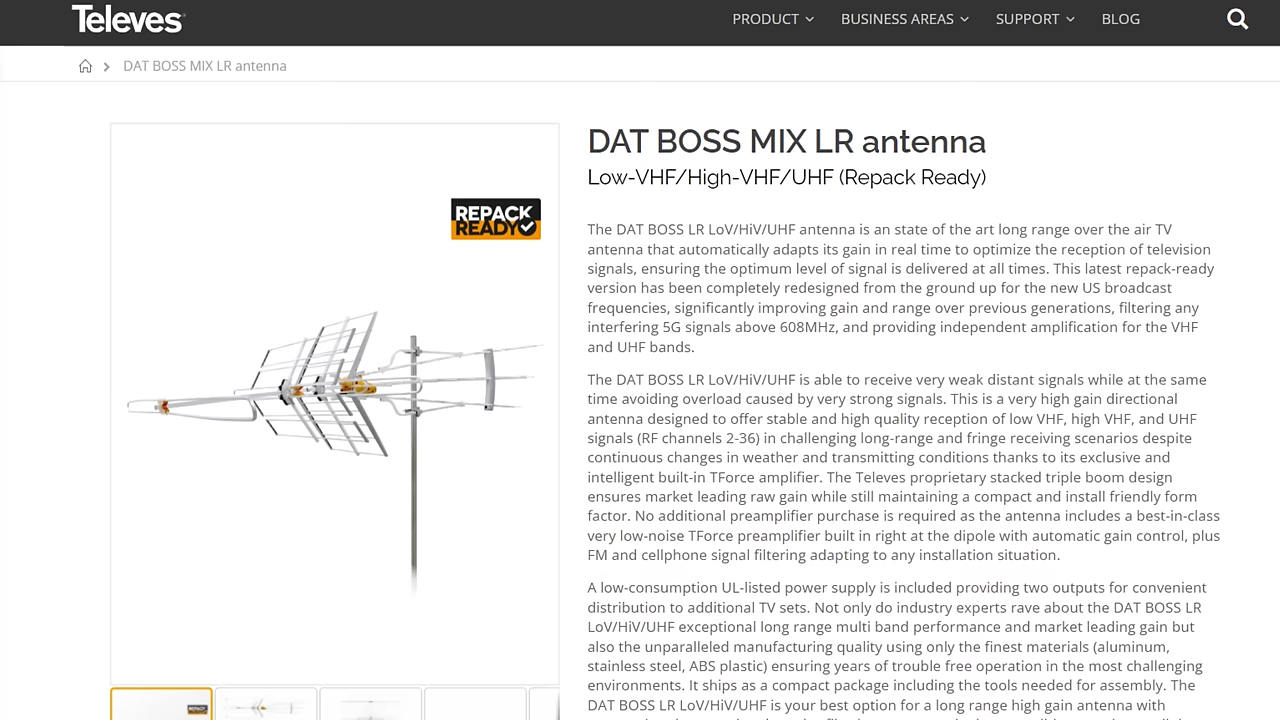 Televes
PRODUCT
BUSINESS AREAS
SUPPORT
BLOG
DAT BOSS MIX LR antenna
REPACK
READY
DAT BOSS MIX LR antenna
Low-VHF/High-VHF/UHF (Repack Ready)
The DAT BOSS LR LoV/HiV/UHF antenna is an state of the art long range over the air TV
antenna that automatically adapts its gain in real time to optimize the reception of television
signals, ensuring the optimum level of signal is delivered at all times. This latest repack-ready
version has been completely redesigned from the ground up for the new US broadcast
frequencies, significantly improving gain and range over previous generations, filtering any
interfering 5G signals above 608MHz, and providing independent amplification for the VHF
and UHF bands.
The DAT BOSS LR LoV/HiV/UHF is able to receive very weak distant signals while at the same
time avoiding overload caused by very strong signals. This is a very high gain directional
antenna designed to offer stable and high quality reception of low VHF, high VHF, and UHF
signals (RF channels 2-36) in challenging long-range and fringe receiving scenarios despite
continuous changes in weather and transmitting conditions thanks to its exclusive and
intelligent built-in TForce amplifier. The Televes proprietary stacked triple boom design
ensures market leading raw gain while still maintaining a compact and install friendly form
factor. No additional preamplifier purchase is required as the antenna includes a best-in-class
very low-noise TForce preamplifier built in right at the dipole with automatic gain control, plus
FM and cellphone signal filtering adapting to any installation situation.
A low-consumption UL-listed power supply is included providing two outputs for convenient
distribution to additional TV sets. Not only do industry experts rave about the DAT BOSS LR
LoV/HiV/UHF exceptional long range multi band performance and market leading gain but
also the unparalleled manufacturing quality using only the finest materials (aluminum,
stainless steel, ABS plastic) ensuring years of trouble free operation in the most challenging
environments. It ships as a compact package including the tools needed for assembly. The
DAT BOSS LR LoV/HiV/UHF is your best option for a long range high gain antenna with